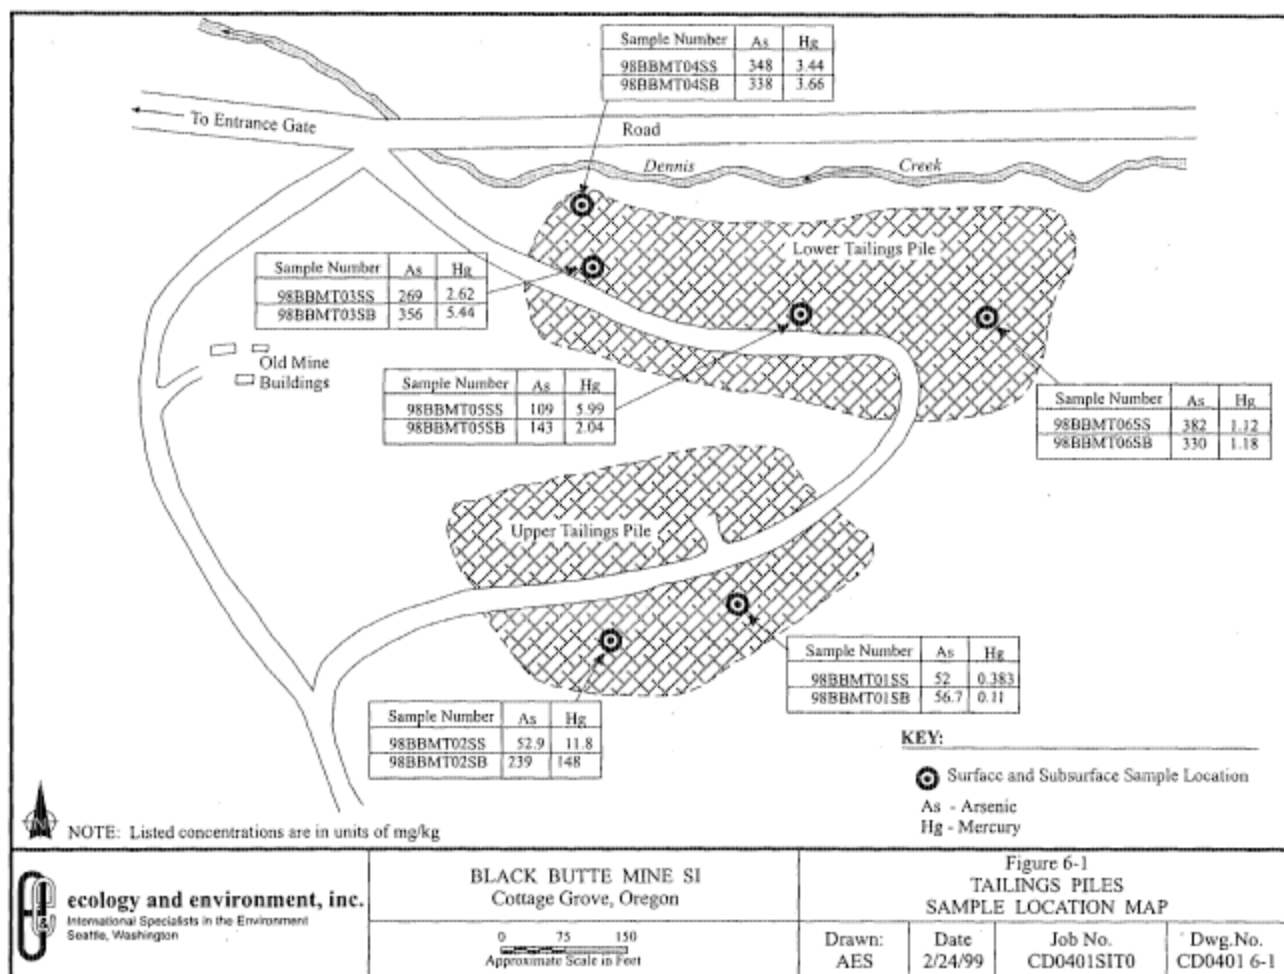 Sample Number As Hg
98BBMT04SS 348 3.44
98BBMT04SB 338 3.66
To Entrance Gate
Road
Dennis Creek
Lower Tailings Pile
Sample Number As Hg
98BBMT03SS 269 2.62
98BBMT03SB 356 5.44
Old Mine
Buildings
Sample Number As Hg
98BBMT05SS 109 5.99
98BBMT05SB 143 2.04
Sample Number As Hg
98BBMT06SS 382 1.12
98BBMT06SB 330 1.18
Upper Tailings Pile
Sample Number As Hg
98BBMT01SS 52 0.383
98BBMT01SB 56.7 0.11
Sample Number As Hg
98BBMT02SS 52.9 11.8
98BBMT02SB 239 148
KEY:
Surface and Subsurface Sample Location
As - Arsenic
Hg - Mercury
N
NOTE: Listed concentrations are in units of mg/kg
ecology and environment, inc.
International Specialists in the Environment
Seattle, Washington
BLACK BUTTE MINE SI
Cottage Grove, Oregon
0 75 150
Approximate Scale in Feet
Figure 6-1
TAILINGS PILES
SAMPLE LOCATION MAP
Drawn: AES
Date 2/24/99
Job No. CD0401SIT0
Dwg.No. CD0401 6-1